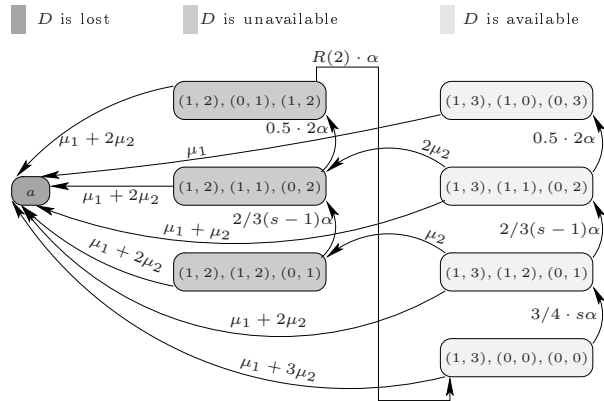 D is lost
D is unavailable
D is available
R(2) · α
(1, 2), (0, 1), (1, 2)
(1, 3), (1, 0), (0, 3)
μ₁ + 2μ₂
0.5 · 2α
0.5 · 2α
μ₁
2μ₂
a
(1, 2), (1, 1), (0, 2)
(1, 3), (1, 1), (0, 2)
μ₁ + 2μ₂
2/3(s − 1)α
2/3(s − 1)α
μ₁ + μ₂
μ₂
μ₁ + 2μ₂
(1, 2), (1, 2), (0, 1)
(1, 3), (1, 2), (0, 1)
μ₁ + 2μ₂
3/4 · sα
(1, 3), (0, 0), (0, 0)
μ₁ + 3μ₂